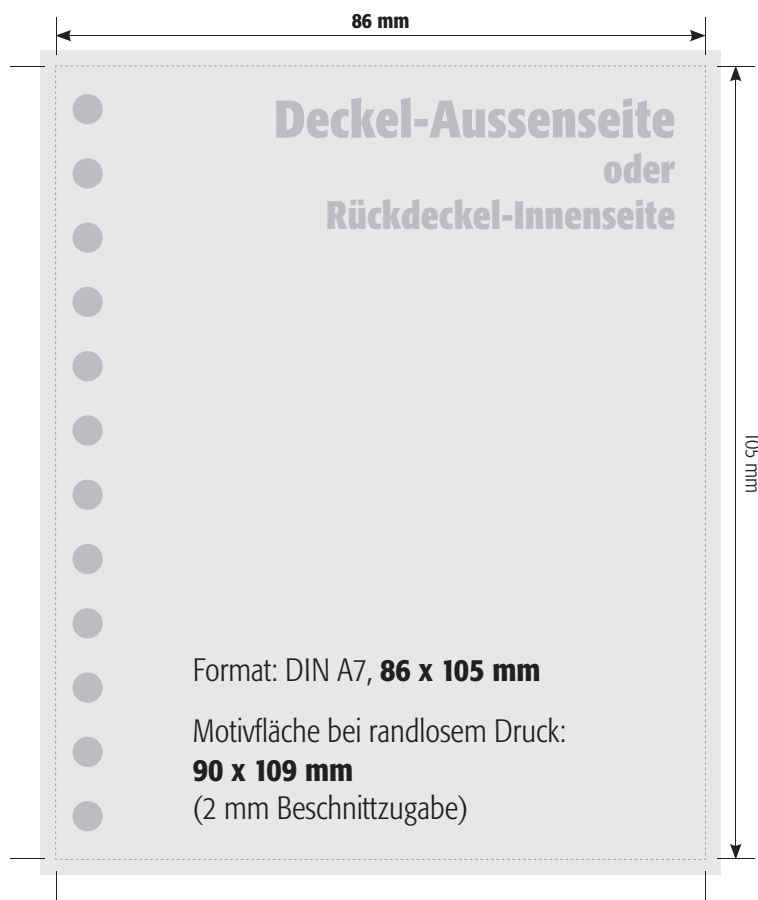 86 mm
Deckel-Aussenseite
oder
Rückdeckel-Innenseite
105 mm
Format: DIN A7, 86 x 105 mm
Motivfläche bei randlosem Druck:
90 x 109 mm
(2 mm Beschnittzugabe)